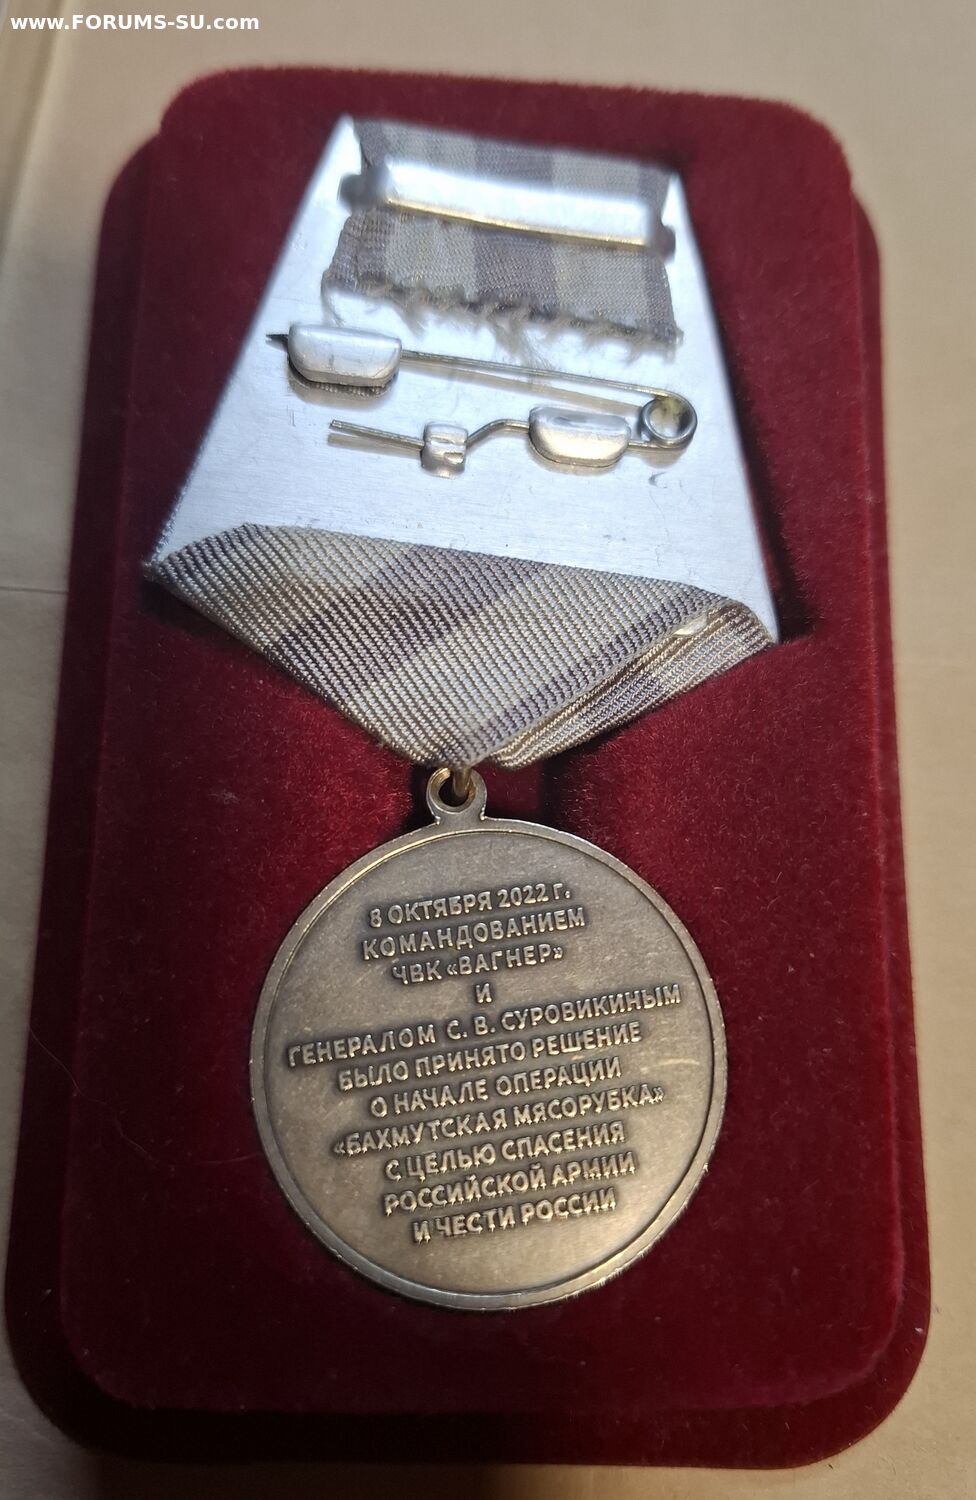 www.FORUMS-SU.com
8 ОКТЯБРЯ 2022 г.
КОМАНДОВАНИЕМ
ЧВК «ВАГНЕР»
И
ГЕНЕРАЛОМ С. В. СУРОВИКИНЫМ
БЫЛО ПРИНЯТО РЕШЕНИЕ
О НАЧАЛЕ ОПЕРАЦИИ
«БАХМУТСКАЯ МЯСОРУБКА»
С ЦЕЛЬЮ СПАСЕНИЯ
РОССИЙСКОЙ АРМИИ
И ЧЕСТИ РОССИИ